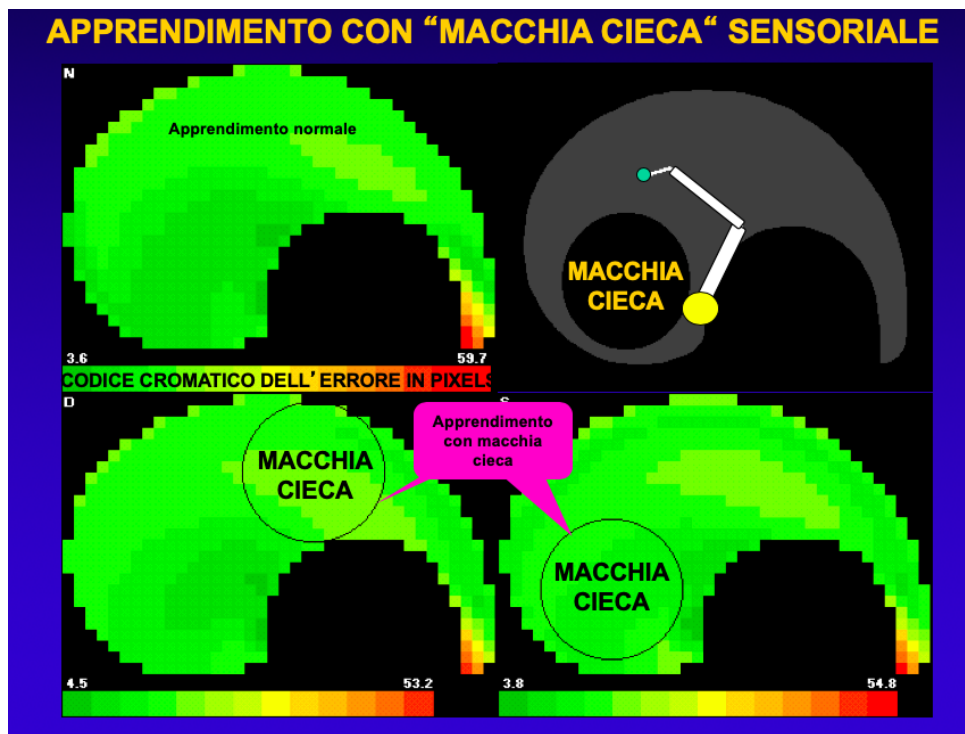 APPRENDIMENTO CON “MACCHIA CIECA“ SENSORIALE
N
Apprendimento normale
MACCHIA
CIECA
3.6
59.7
CODICE CROMATICO DELL’ERRORE IN PIXELS
D
MACCHIA
CIECA
Apprendimento
con macchia
cieca
MACCHIA
CIECA
4.5
53.2
3.8
54.8